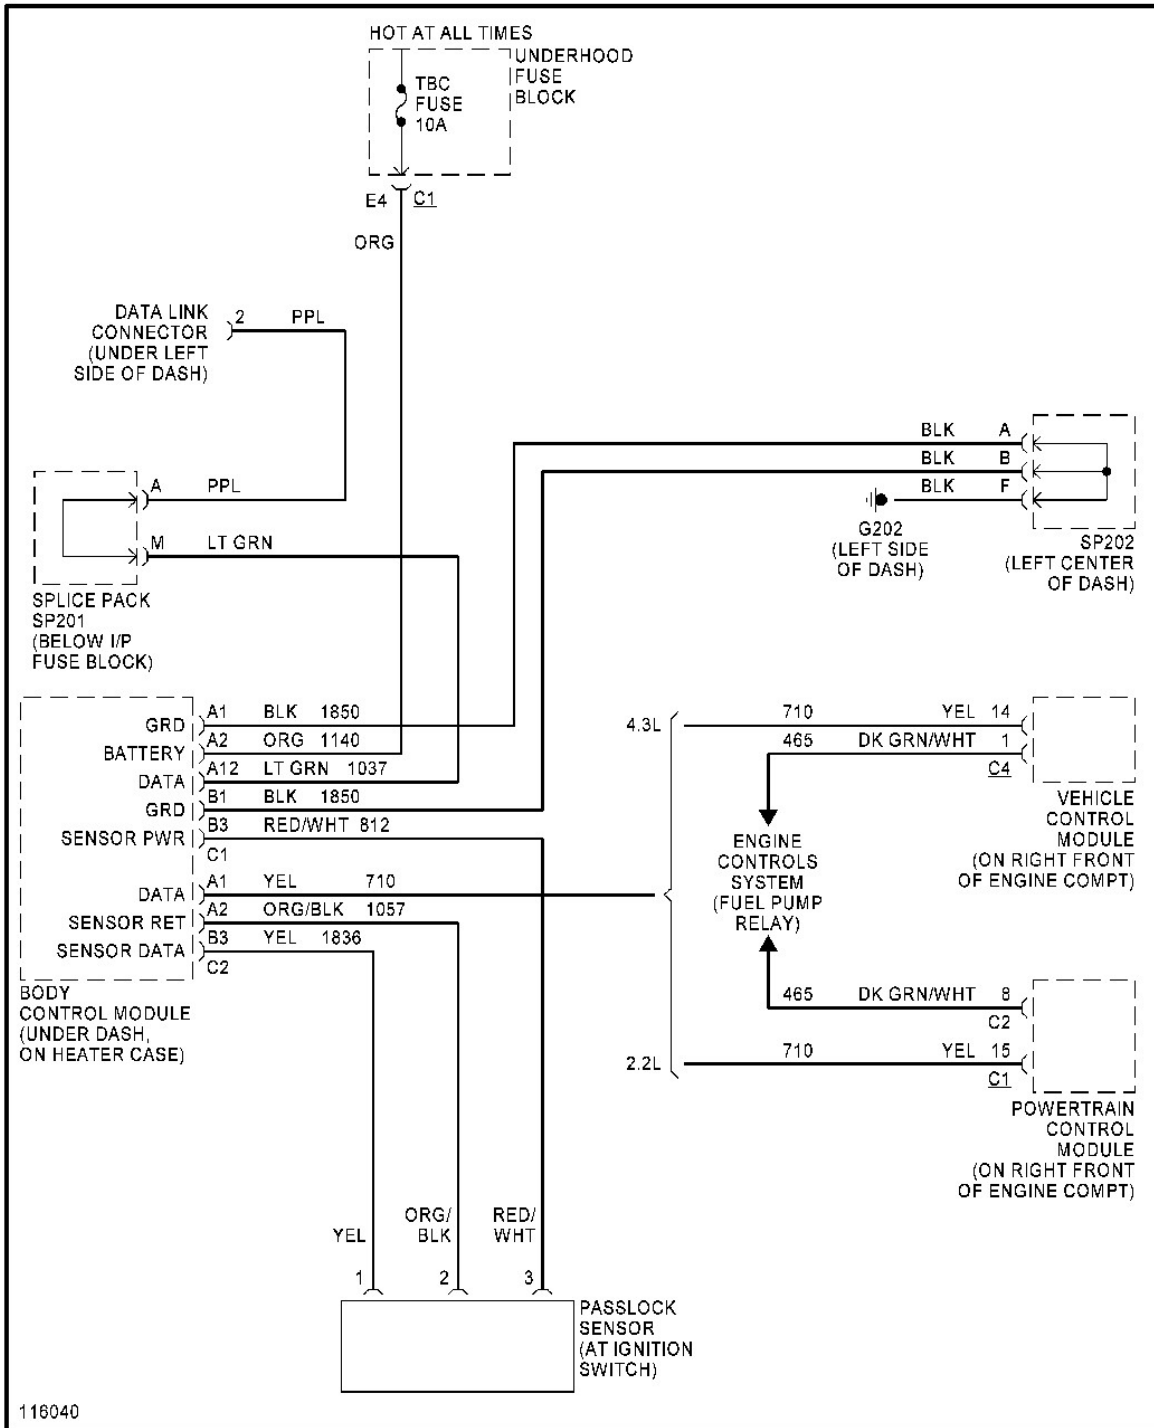 HOT AT ALL TIMES
UNDERHOOD
FUSE
BLOCK
TBC
FUSE
10A
E4 C1
ORG
DATA LINK
CONNECTOR
(UNDER LEFT
SIDE OF DASH)
2 PPL
A PPL
M LT GRN
SPLICE PACK
SP201
(BELOW I/P
FUSE BLOCK)
BLK A
BLK B
BLK F
G202
(LEFT SIDE
OF DASH)
SP202
(LEFT CENTER
OF DASH)
GRD A1 BLK 1850
BATTERY A2 ORG 1140
DATA A12 LT GRN 1037
GRD B1 BLK 1850
SENSOR PWR B3 RED/WHT 812
C1
DATA A1 YEL 710
SENSOR RET A2 ORG/BLK 1057
SENSOR DATA B3 YEL 1836
C2
BODY
CONTROL MODULE
(UNDER DASH,
ON HEATER CASE)
4.3L 710 YEL 14
465 DK GRN/WHT 1
C4
VEHICLE
CONTROL
MODULE
(ON RIGHT FRONT
OF ENGINE COMPT)
ENGINE
CONTROLS
SYSTEM
(FUEL PUMP
RELAY)
465 DK GRN/WHT 8
C2
2.2L 710 YEL 15
C1
POWERTRAIN
CONTROL
MODULE
(ON RIGHT FRONT
OF ENGINE COMPT)
YEL
ORG/
BLK
RED/
WHT
1 2 3
PASSLOCK
SENSOR
(AT IGNITION
SWITCH)
116040